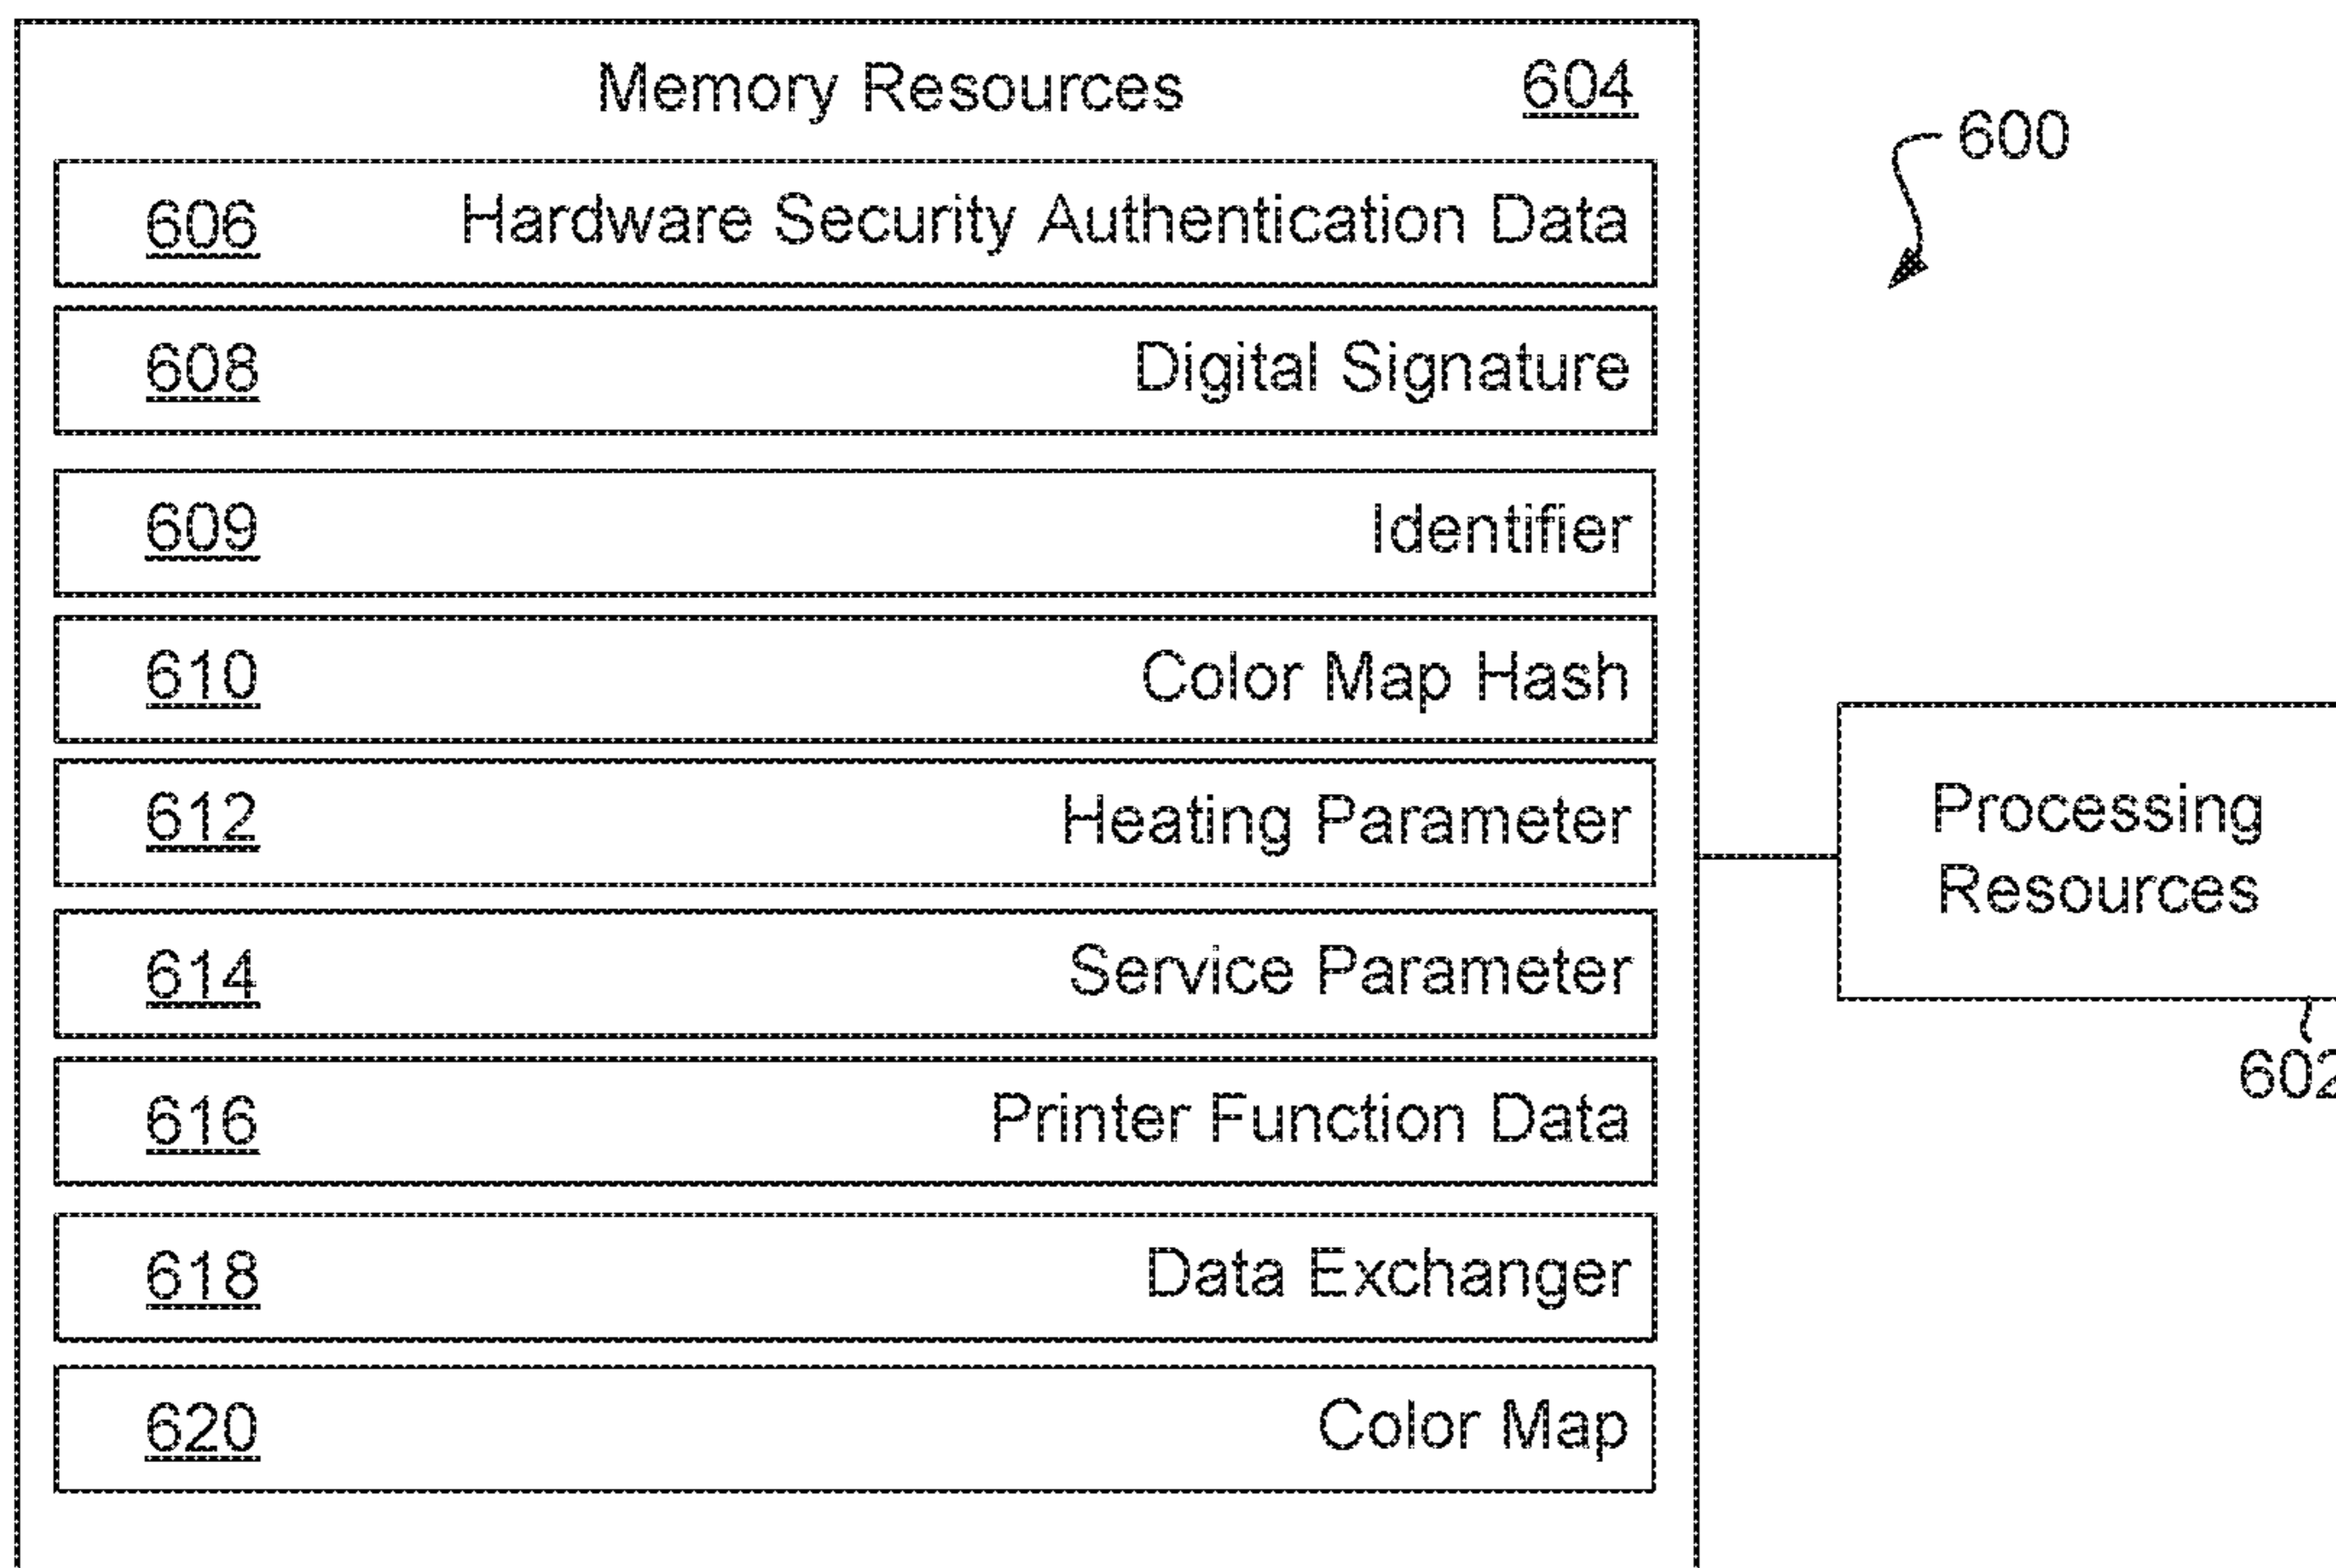 Memory Resources 604
600
606 Hardware Security Authentication Data
608 Digital Signature
609 Identifier
610 Color Map Hash
612 Heating Parameter
614 Service Parameter
616 Printer Function Data
618 Data Exchanger
620 Color Map
Processing
Resources
602